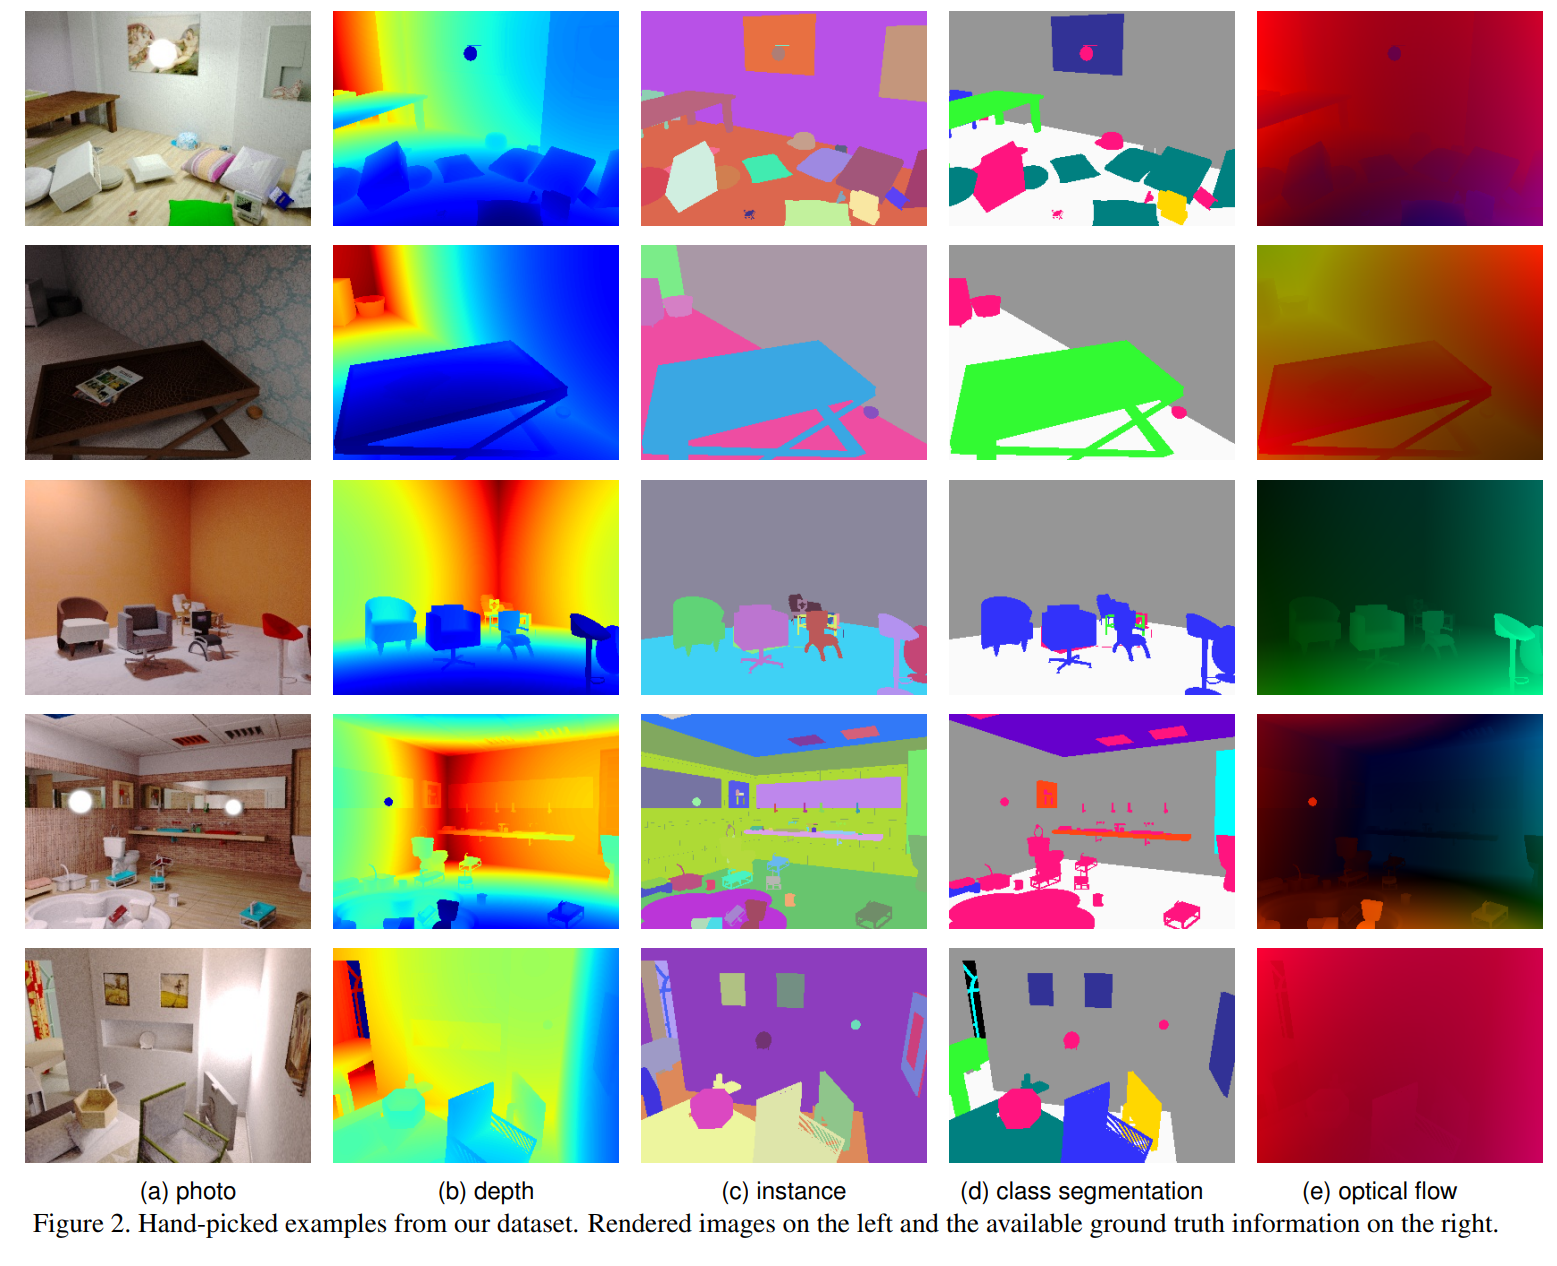 (a) photo
(b) depth
(c) instance
(d) class segmentation
(e) optical flow
Figure 2. Hand-picked examples from our dataset. Rendered images on the left and the available ground truth information on the right.